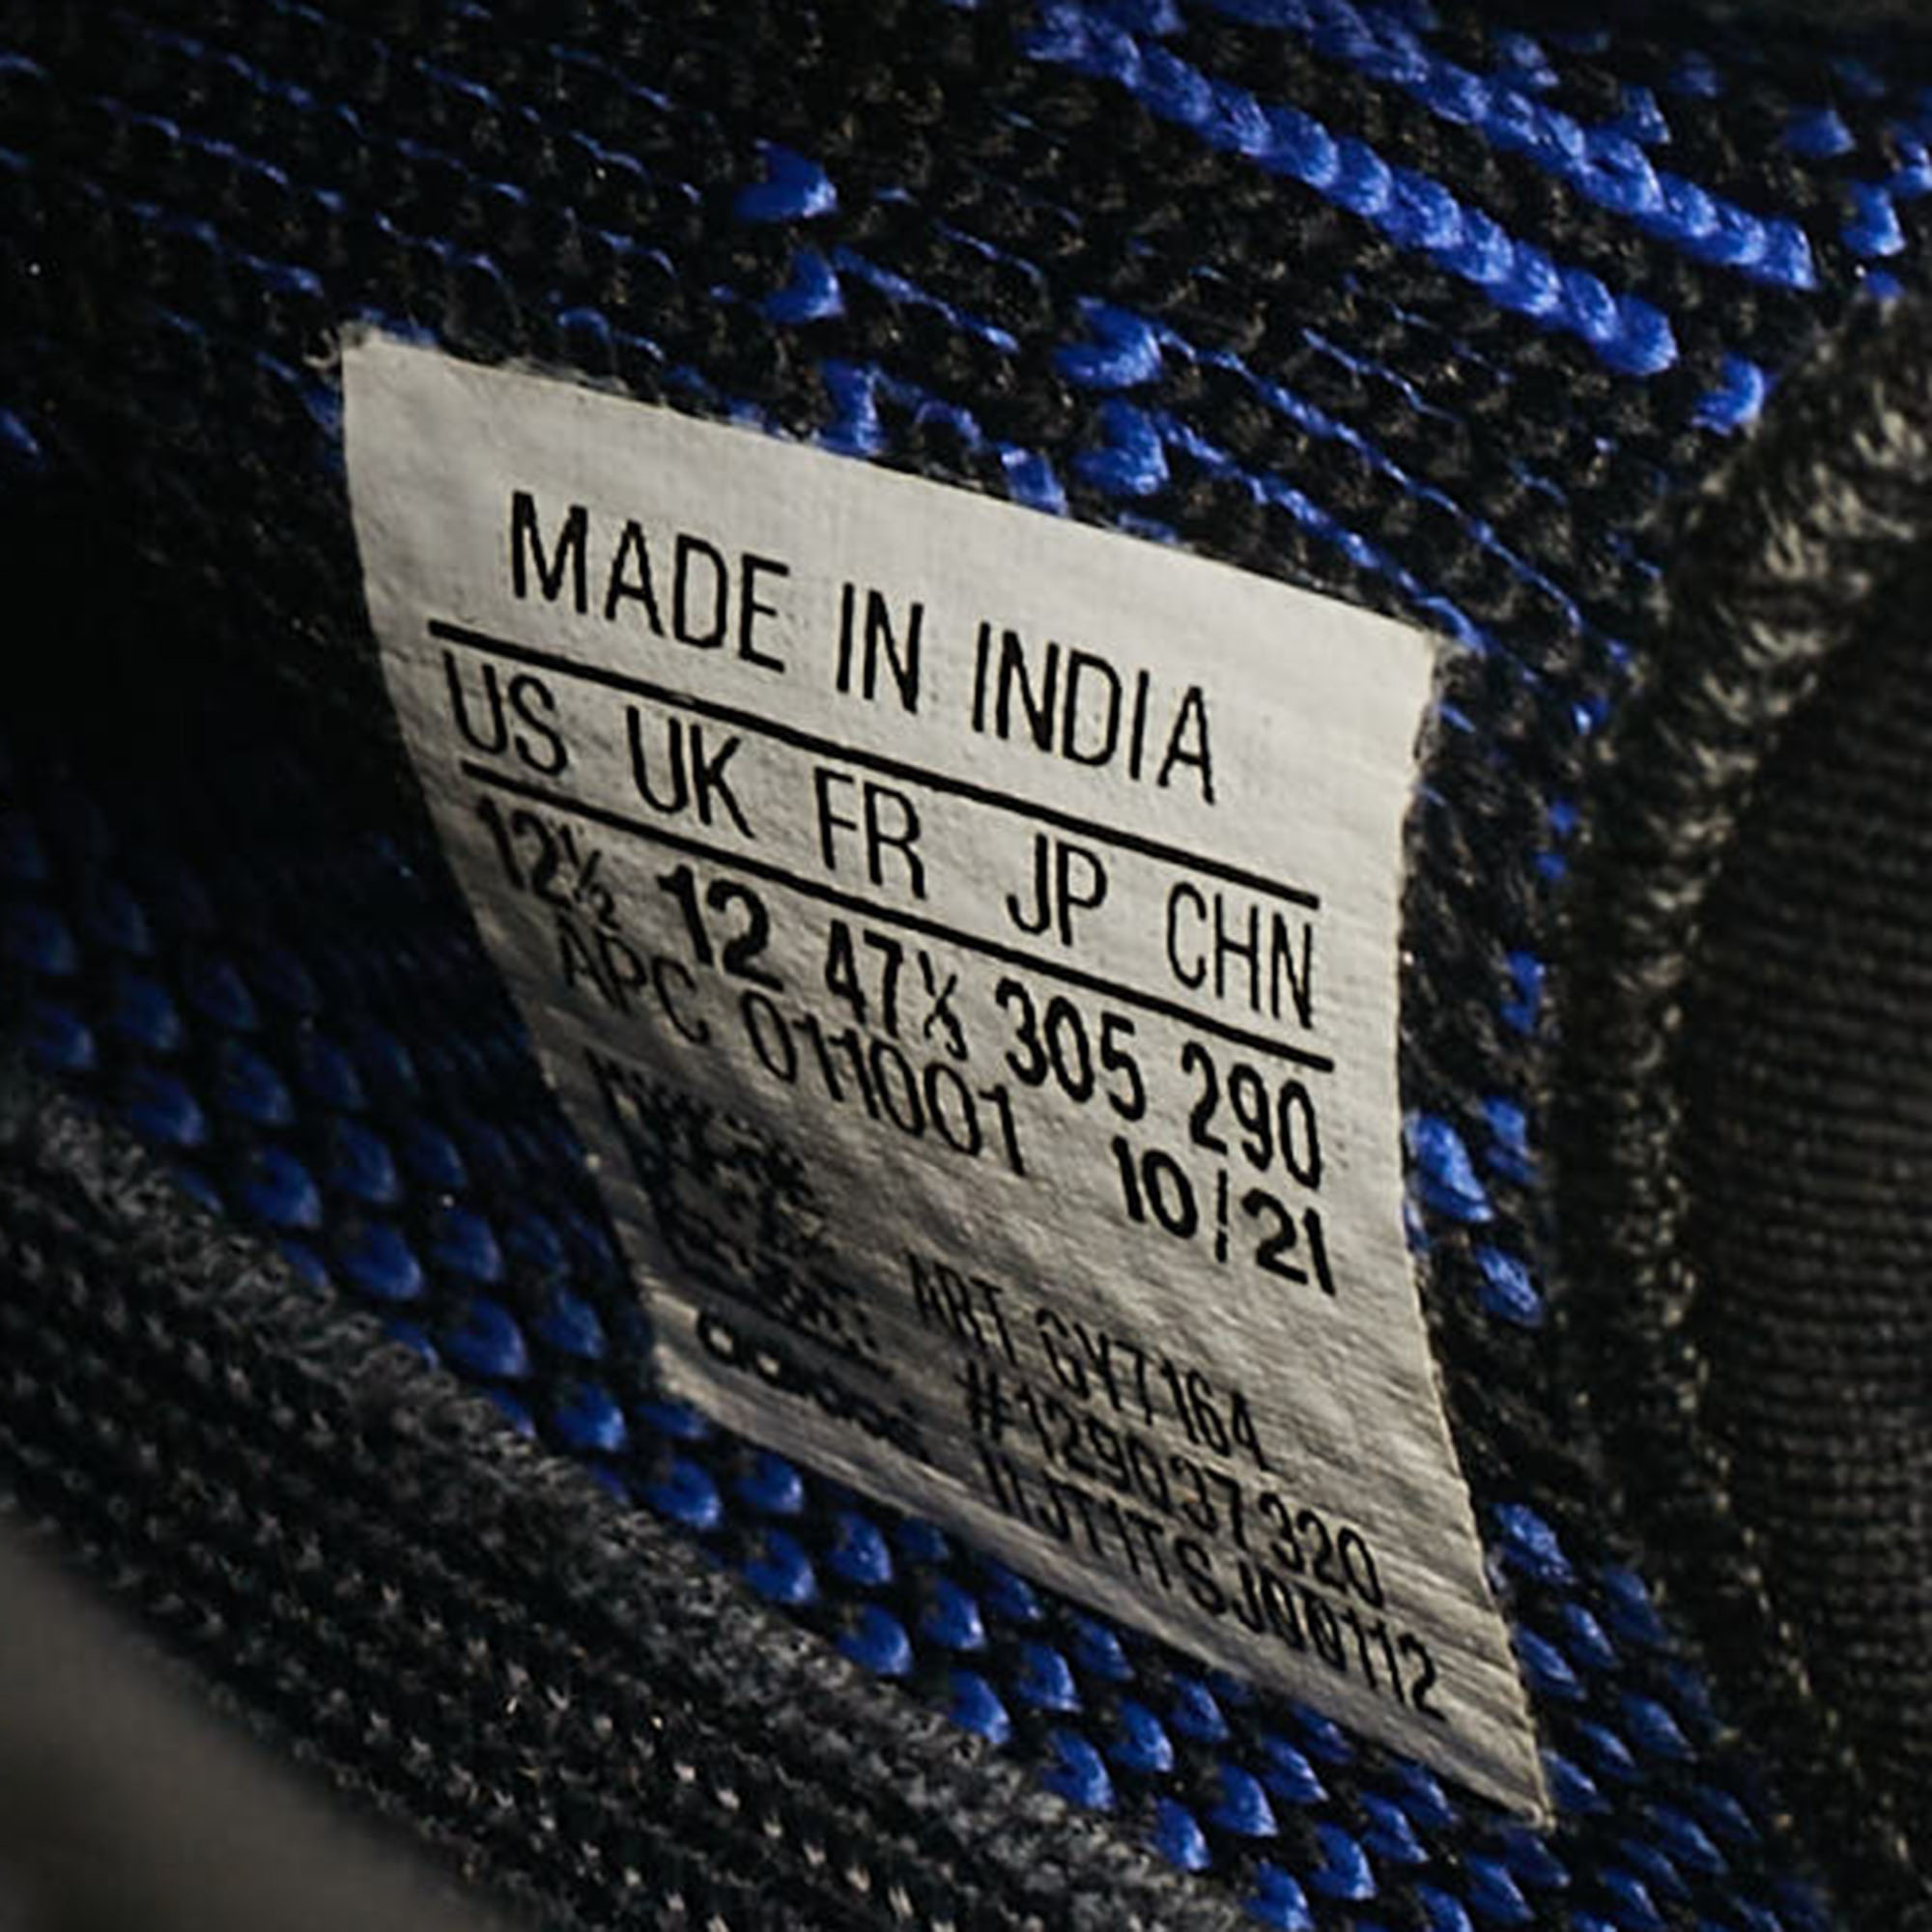 MADE IN INDIA
US UK FR JP CHN
12½ 12 47⅓ 305 290
APC 011001
10|21
ART GY7164
#129037320